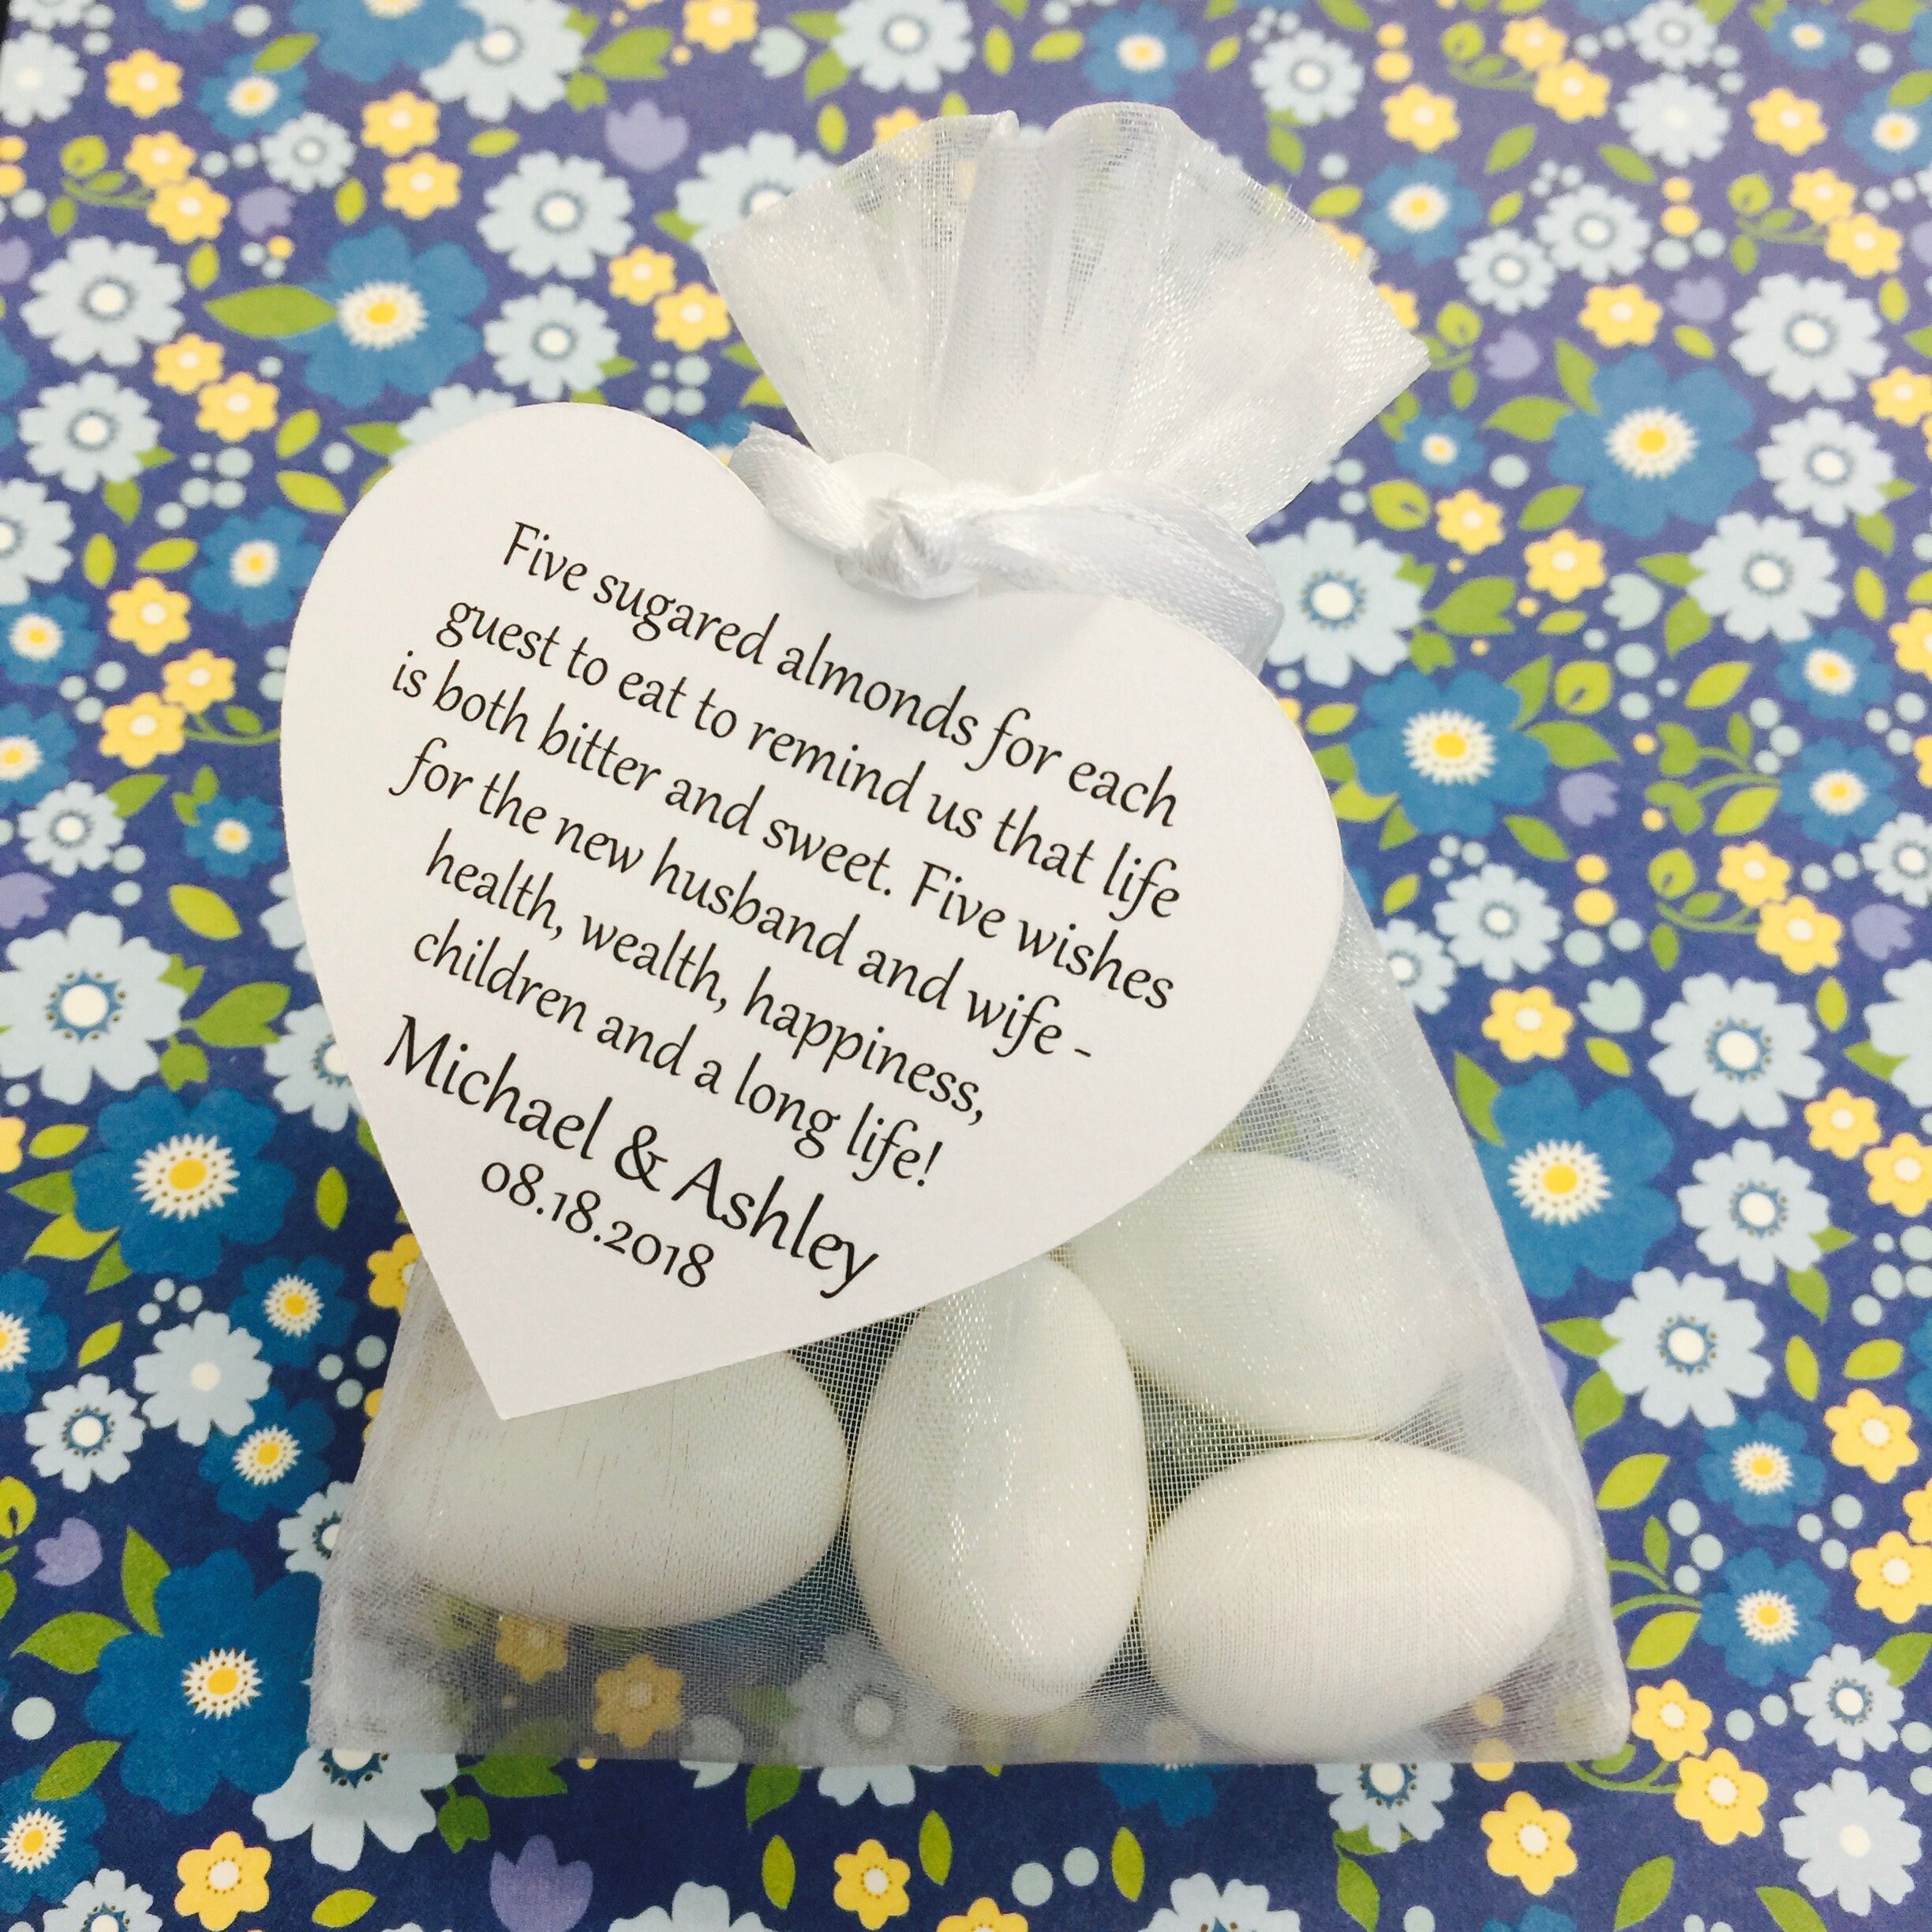 Five sugared almonds for each
guest to eat to remind us that life
is both bitter and sweet. Five wishes
for the new husband and wife -
health, wealth, happiness,
children and a long life!
Michael & Ashley
08.18.2018